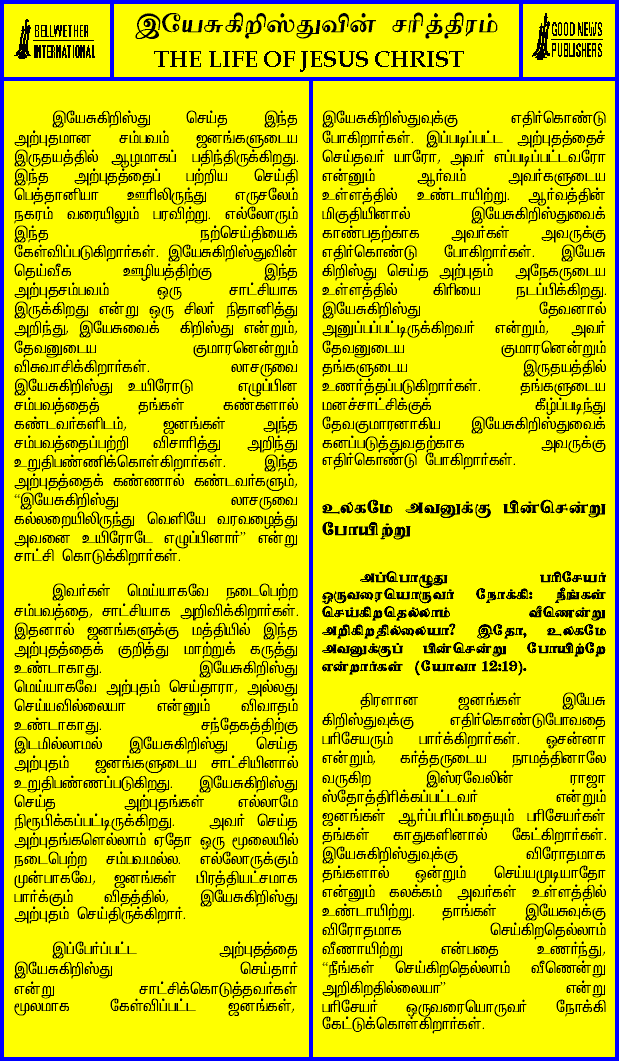 BELLWETHER
INTERNATIONAL
இயேசுகிறிஸ்துவின் சரித்திரம்
THE LIFE OF JESUS CHRIST
GOOD NEWS
PUBLISHERS
இயேசுகிறிஸ்து செய்த இந்த
அற்புதமான சம்பவம் ஜனங்களுடைய
இருதயத்தில் ஆழமாகப் பதிந்திருக்கிறது.
இந்த அற்புதத்தைப் பற்றிய செய்தி
பெத்தானியா ஊரிலிருந்து எருசலேம்
நகரம் வரையிலும் பரவிற்று. எல்லோரும்
இந்த நற்செய்தியைக்
கேள்விப்படுகிறார்கள். இயேசுகிறிஸ்துவின்
தெய்வீக ஊழியத்திற்கு இந்த
அற்புதசம்பவம் ஒரு சாட்சியாக
இருக்கிறது என்று ஒரு சிலர் நிதானித்து
அறிந்து, இயேசுவைக் கிறிஸ்து என்றும்,
தேவனுடைய குமாரனென்றும்
விசுவாசிக்கிறார்கள். லாசருவை
இயேசுகிறிஸ்து உயிரோடு எழுப்பின
சம்பவத்தைத் தங்கள் கண்களால்
கண்டவர்களிடம், ஜனங்கள் அந்த
சம்பவத்தைப்பற்றி விசாரித்து அறிந்து
உறுதிபண்ணிக்கொள்கிறார்கள். இந்த
அற்புதத்தைக் கண்ணால் கண்டவர்களும்,
“இயேசுகிறிஸ்து லாசருவை
கல்லறையிலிருந்து வெளியே வரவழைத்து
அவனை உயிரோடே எழுப்பினார்” என்று
சாட்சி கொடுக்கிறார்கள்.
இவர்கள் மெய்யாகவே நடைபெற்ற
சம்பவத்தை, சாட்சியாக அறிவிக்கிறார்கள்.
இதனால் ஜனங்களுக்கு மத்தியில் இந்த
அற்புதத்தைக் குறித்து மாற்றுக் கருத்து
உண்டாகாது. இயேசுகிறிஸ்து
மெய்யாகவே அற்புதம் செய்தாரா, அல்லது
செய்யவில்லையா என்னும் விவாதம்
உண்டாகாது. சந்தேகத்திற்கு
இடமில்லாமல் இயேசுகிறிஸ்து செய்த
அற்புதம் ஜனங்களுடைய சாட்சியினால்
உறுதிபண்ணப்படுகிறது. இயேசுகிறிஸ்து
செய்த அற்புதங்கள் எல்லாமே
நிரூபிக்கப்பட்டிருக்கிறது. அவர் செய்த
அற்புதங்களெல்லாம் ஏதோ ஒரு மூலையில்
நடைபெற்ற சம்பவமல்ல. எல்லோருக்கும்
முன்பாகவே, ஜனங்கள் பிரத்தியட்சமாக
பார்க்கும் விதத்தில், இயேசுகிறிஸ்து
அற்புதம் செய்திருக்கிறார்.
இப்பேர்ப்பட்ட அற்புதத்தை
இயேசுகிறிஸ்து செய்தார்
என்று சாட்சிக்கொடுத்தவர்கள்
மூலமாக கேள்விப்பட்ட ஜனங்கள்,
இயேசுகிறிஸ்துவுக்கு எதிர்கொண்டு
போகிறார்கள். இப்படிப்பட்ட அற்புதத்தைச்
செய்தவர் யாரோ, அவர் எப்படிப்பட்டவரோ
என்னும் ஆர்வம் அவர்களுடைய
உள்ளத்தில் உண்டாயிற்று. ஆர்வத்தின்
மிகுதியினால் இயேசுகிறிஸ்துவைக்
காண்பதற்காக அவர்கள் அவருக்கு
எதிர்கொண்டு போகிறார்கள். இயேசு
கிறிஸ்து செய்த அற்புதம் அநேகருடைய
உள்ளத்தில் கிரியை நடப்பிக்கிறது.
இயேசுகிறிஸ்து தேவனால்
அனுப்பப்பட்டிருக்கிறவர் என்றும், அவர்
தேவனுடைய குமாரனென்றும்
தங்களுடைய இருதயத்தில்
உணர்த்தப்படுகிறார்கள். தங்களுடைய
மனச்சாட்சிக்குக் கீழ்ப்படிந்து
தேவகுமாரனாகிய இயேசுகிறிஸ்துவைக்
கனப்படுத்துவதற்காக அவருக்கு
எதிர்கொண்டு போகிறார்கள்.
உலகமே அவனுக்கு பின்சென்று
போயிற்று
அப்பொழுது பரிசேயர்
ஒருவரையொருவர் நோக்கி: நீங்கள்
செய்கிறதெல்லாம் வீணென்று
அறிகிறதில்லையா? இதோ, உலகமே
அவனுக்குப் பின்சென்று போயிற்றே
என்றார்கள் (யோவா 12:19).
திரளான ஜனங்கள் இயேசு
கிறிஸ்துவுக்கு எதிர்கொண்டுபோவதை
பரிசேயரும் பார்க்கிறார்கள். ஓசன்னா
என்றும், கர்த்தருடைய நாமத்தினாலே
வருகிற இஸ்ரவேலின் ராஜா
ஸ்தோத்திரிக்கப்பட்டவர் என்றும்
ஜனங்கள் ஆர்ப்பரிப்பதையும் பரிசேயர்கள்
தங்கள் காதுகளினால் கேட்கிறார்கள்.
இயேசுகிறிஸ்துவுக்கு விரோதமாக
தங்களால் ஒன்றும் செய்யமுடியாதோ
என்னும் கலக்கம் அவர்கள் உள்ளத்தில்
உண்டாயிற்று. தாங்கள் இயேசுவுக்கு
விரோதமாக செய்கிறதெல்லாம்
வீணாயிற்று என்பதை உணர்ந்து,
“நீங்கள் செய்கிறதெல்லாம் வீணென்று
அறிகிறதில்லையா” என்று
பரிசேயர் ஒருவரையொருவர் நோக்கி
கேட்டுக்கொள்கிறார்கள்.